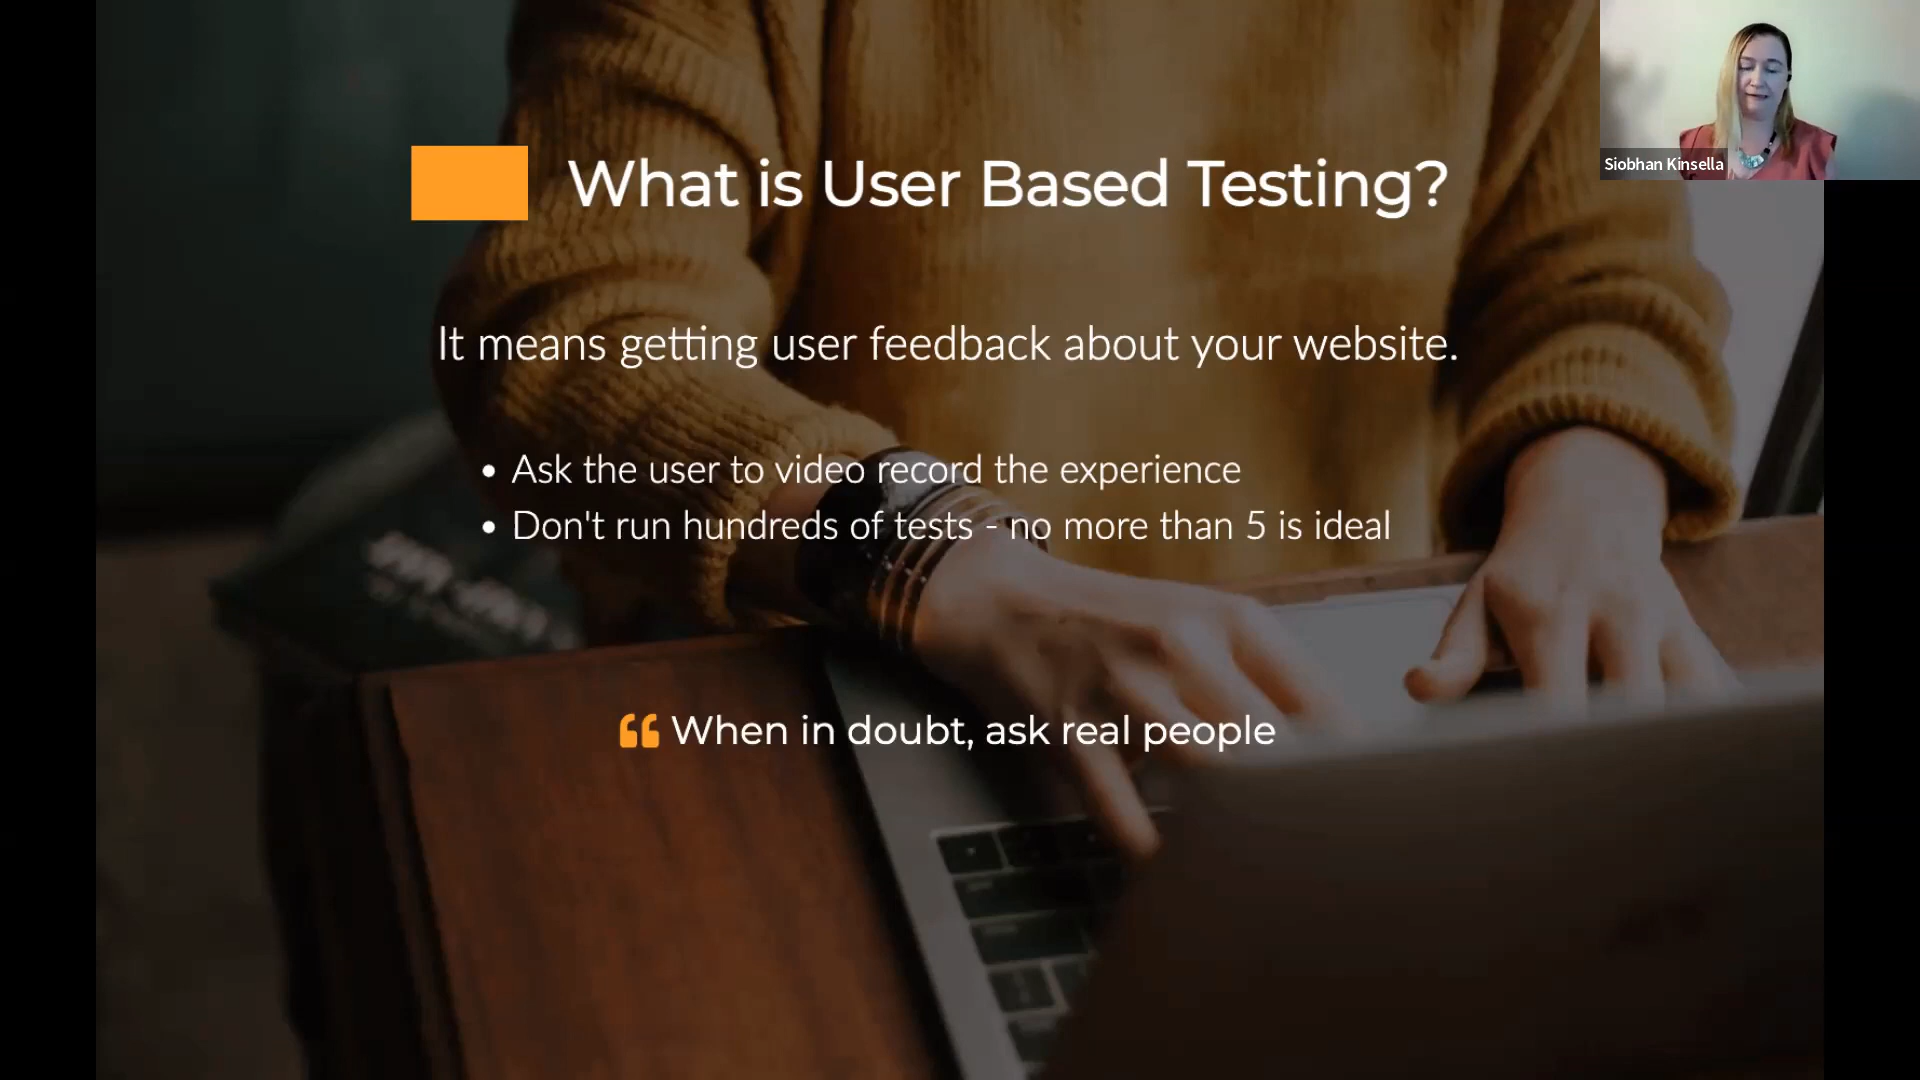 Siobhan Kinsella
What is User Based Testing?
It means getting user feedback about your website.
• Ask the user to video record the experience
• Don't run hundreds of tests - no more than 5 is ideal
“ When in doubt, ask real people